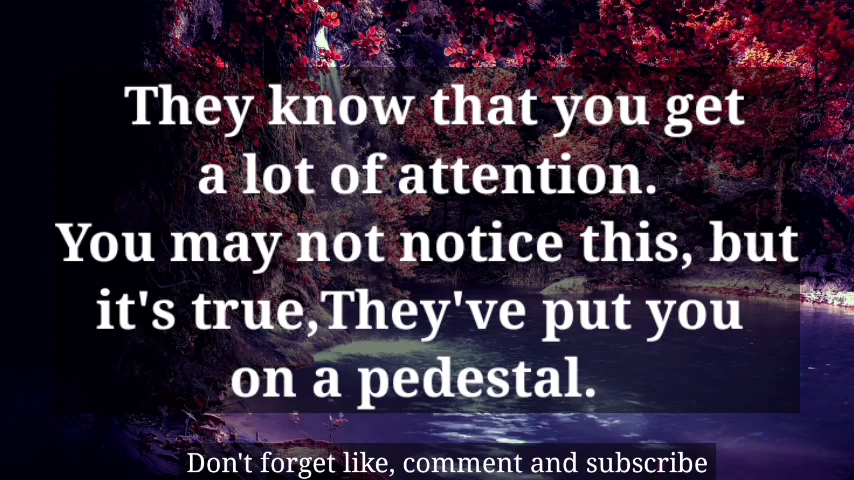 They know that you get
a lot of attention.
You may not notice this, but
it's true,They've put you
on a pedestal.
Don't forget like, comment and subscribe